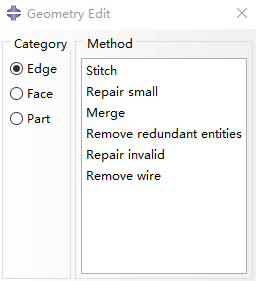 Geometry Edit
Category
Method
Edge
Face
Part
Stitch
Repair small
Merge
Remove redundant entities
Repair invalid
Remove wire